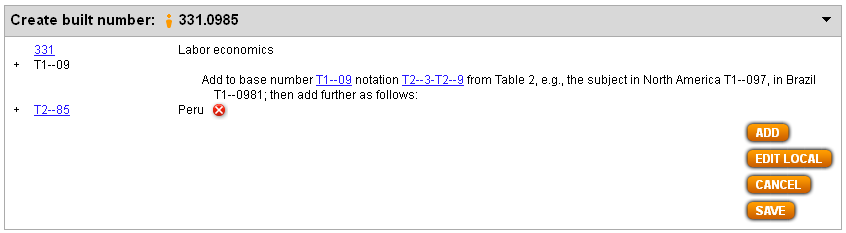 Create built number: 331.0985
331 Labor economics
+ T1--09
Add to base number T1--09 notation T2--3-T2--9 from Table 2, e.g., the subject in North America T1--097, in Brazil
T1--0981; then add further as follows:
+ T2--85 Peru
ADD
EDIT LOCAL
CANCEL
SAVE